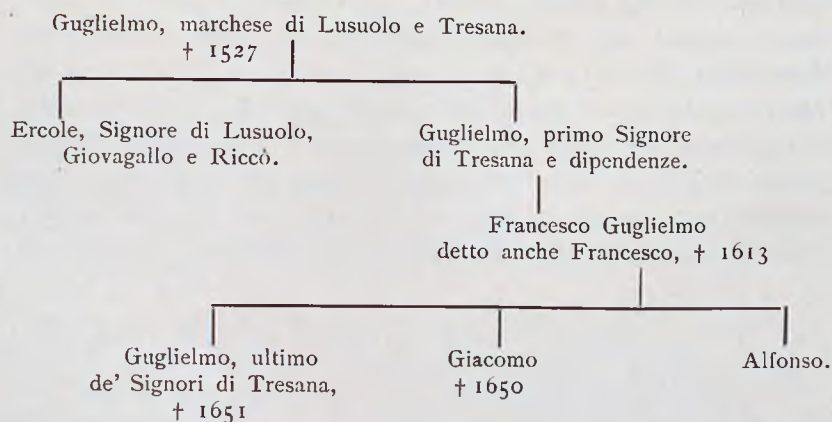 Guglielmo, marchese di Lusuolo e Tresana.
† 1527
Ercole, Signore di Lusuolo,
Giovagallo e Riccò.
Guglielmo, primo Signore
di Tresana e dipendenze.
Francesco Guglielmo
detto anche Francesco, † 1613
Guglielmo, ultimo
de' Signori di Tresana,
† 1651
Giacomo
† 1650
Alfonso.